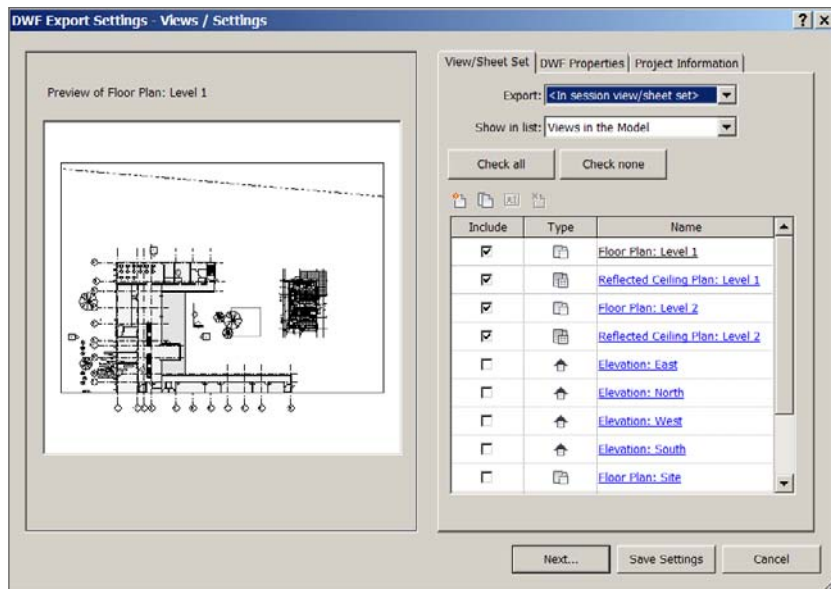 DWF Export Settings - Views / Settings
Preview of Floor Plan: Level 1
View/Sheet Set DWF Properties Project Information
Export: <In session view/sheet set>
Show in list: Views in the Model
Check all Check none
Include Type Name
Floor Plan: Level 1
Reflected Ceiling Plan: Level 1
Floor Plan: Level 2
Reflected Ceiling Plan: Level 2
Elevation: East
Elevation: North
Elevation: West
Elevation: South
Floor Plan: Site
Next... Save Settings Cancel